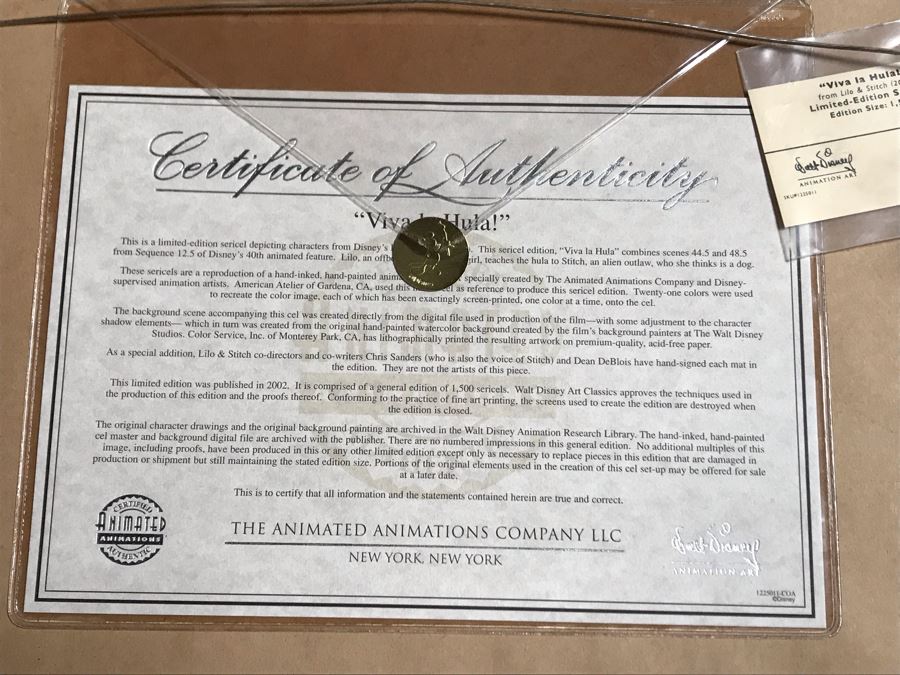 Certificate of Authenticity
“Viva la Hula!”
This is a limited-edition sericel depicting characters from Disney’s This sericel edition, “Viva la Hula” combines scenes 44.5 and 48.5
from Sequence 12.5 of Disney’s 40th animated feature. Lilo, an girl, teaches the hula to Stitch, an alien outlaw, who she thinks is a dog.
These sericels are a reproduction of a hand-inked, hand-painted specially created by The Animated Animations Company and Disney-
supervised animation artists. American Atelier of Gardena, CA, used this as reference to produce this sericel edition. Twenty-one colors were used
to recreate the color image, each of which has been exactingly screen-printed, one color at a time, onto the cel.
The background scene accompanying this cel was created directly from the digital file used in production of the film—with some adjustment to the character
shadow elements— which in turn was created from the original hand-painted watercolor background created by the film’s background painters at The Walt Disney
Studios. Color Service, Inc. of Monterey Park, CA, has lithographically printed the resulting artwork on premium-quality, acid-free paper.
As a special addition, Lilo & Stitch co-directors and co-writers Chris Sanders (who is also the voice of Stitch) and Dean DeBlois have hand-signed each mat in
the edition. They are not the artists of this piece.
This limited edition was published in 2002. It is comprised of a general edition of 1,500 sericels. Walt Disney Art Classics approves the techniques used in
the production of this edition and the proofs thereof. Conforming to the practice of fine art printing, the screens used to create the edition are destroyed when
the edition is closed.
The original character drawings and the original background painting are archived in the Walt Disney Animation Research Library. The hand-inked, hand-painted
cel master and background digital file are archived with the publisher. There are no numbered impressions in this general edition. No additional multiples of this
image, including proofs, have been produced in this or any other limited edition except only as necessary to replace pieces in this edition that are damaged in
production or shipment but still maintaining the stated edition size. Portions of the original elements used in the creation of this cel set-up may be offered for sale
at a later date.
This is to certify that all information and the statements contained herein are true and correct.
CERTIFIED
ANIMATED
ANIMATIONS
AUTHENTIC
THE ANIMATED ANIMATIONS COMPANY LLC
NEW YORK, NEW YORK
Walt Disney
ANIMATION ART
1225011-COA
©Disney
“Viva la Hula!
from Lilo & Stitch
Limited-Edition
Edition Size:
Walt Disney
ANIMATION ART
SKU#1225011